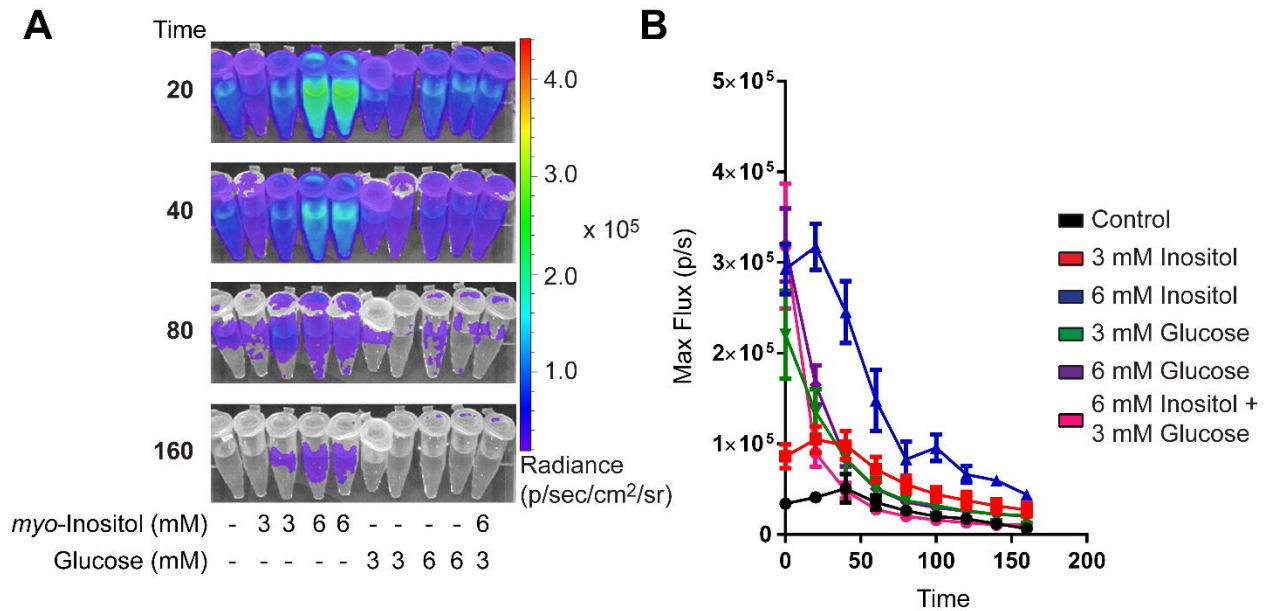 A
Time
20
40
80
160
4.0
3.0
x 10⁵
2.0
1.0
Radiance
(p/sec/cm²/sr)
myo-Inositol (mM) - 3 3 6 6 - - - - 6
Glucose (mM) - - - - - 3 3 6 6 3
B
Max Flux (p/s)
5×10⁵
4×10⁵
3×10⁵
2×10⁵
1×10⁵
0
0 50 100 150 200
Time
Control
3 mM Inositol
6 mM Inositol
3 mM Glucose
6 mM Glucose
6 mM Inositol +
3 mM Glucose